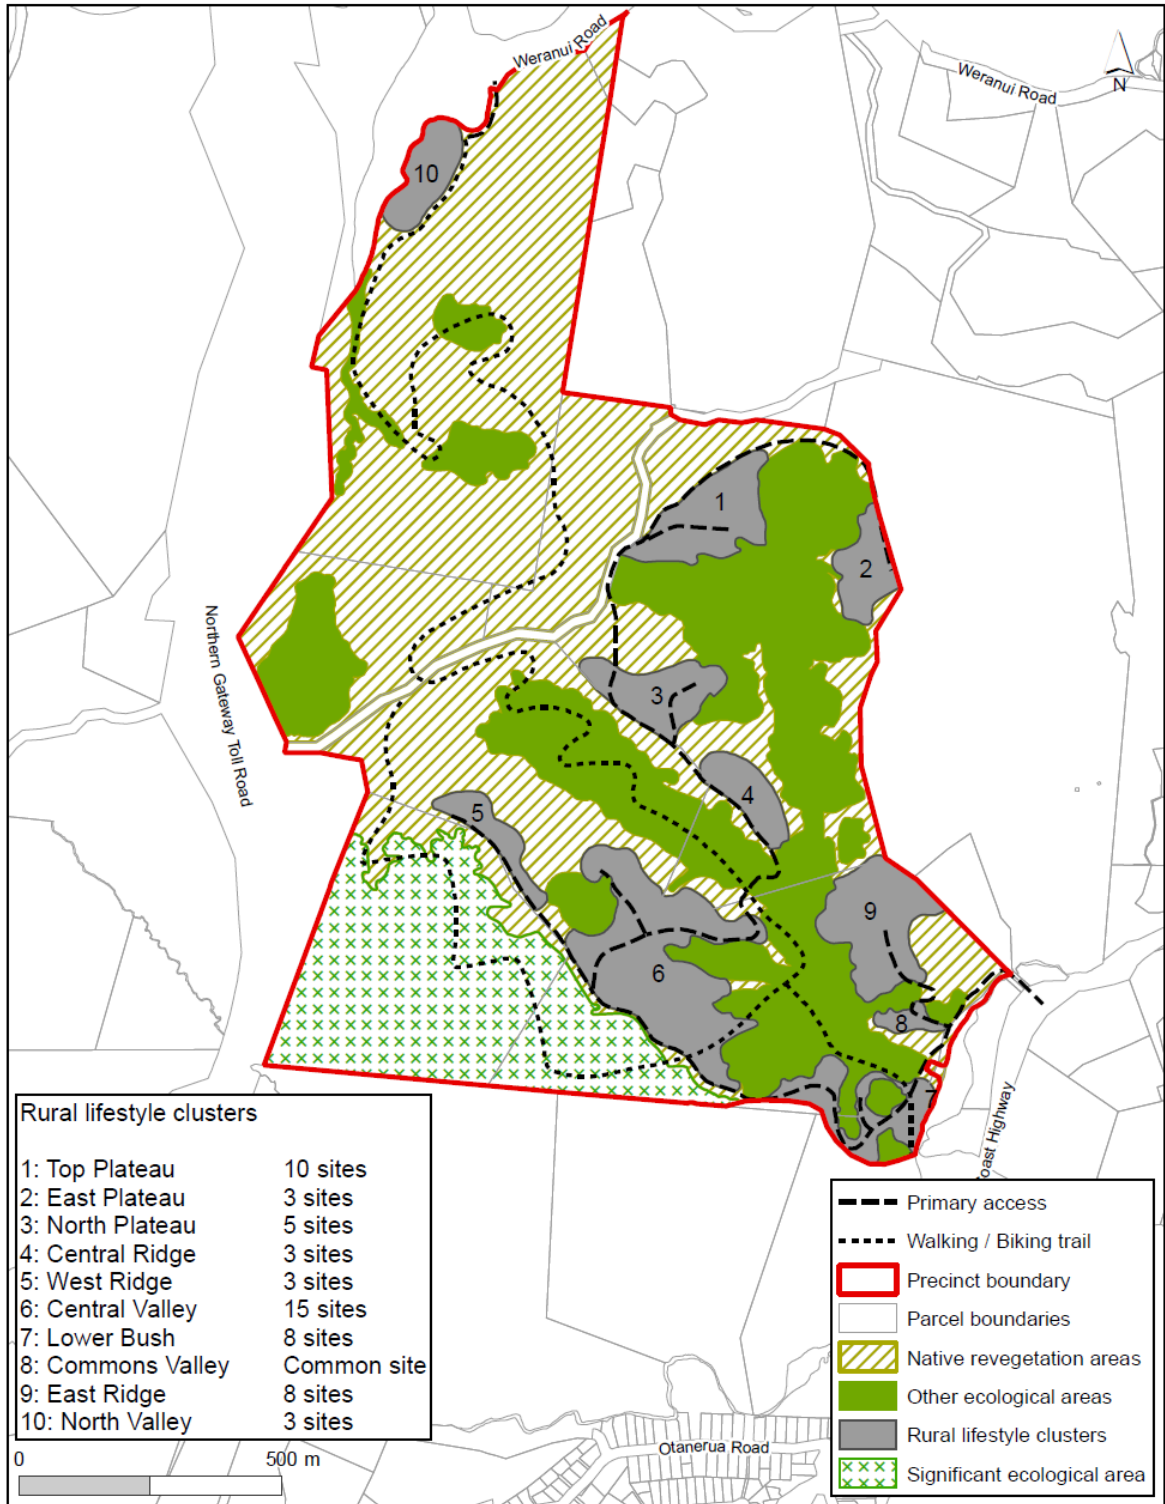 Weranui Road
Weranui Road
N
10
1
2
3
4
5
6
9
8
7
Northern Gateway Toll Road
oast Highway
Otanerua Road
Rural lifestyle clusters
1: Top Plateau 10 sites
2: East Plateau 3 sites
3: North Plateau 5 sites
4: Central Ridge 3 sites
5: West Ridge 3 sites
6: Central Valley 15 sites
7: Lower Bush 8 sites
8: Commons Valley Common site
9: East Ridge 8 sites
10: North Valley 3 sites
0 500 m
Primary access
Walking / Biking trail
Precinct boundary
Parcel boundaries
Native revegetation areas
Other ecological areas
Rural lifestyle clusters
Significant ecological area